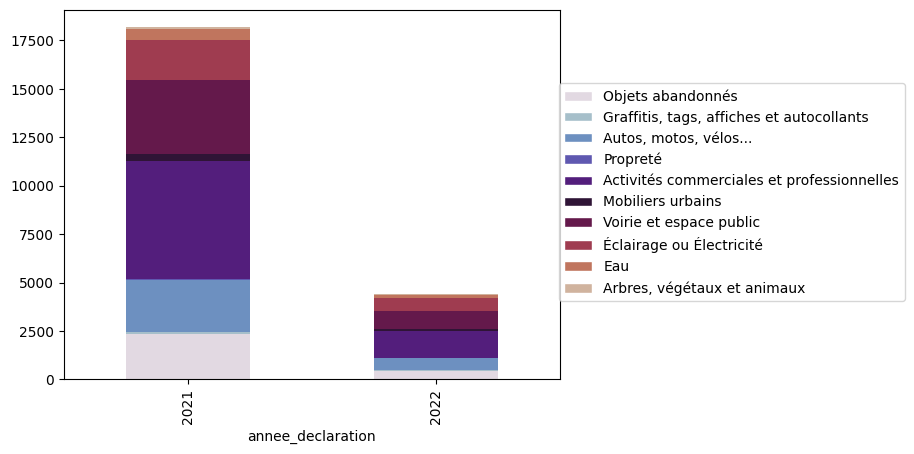 17500
15000
12500
10000
7500
5000
2500
0
2021
2022
annee_declaration
Objets abandonnés
Graffitis, tags, affiches et autocollants
Autos, motos, vélos...
Propreté
Activités commerciales et professionnelles
Mobiliers urbains
Voirie et espace public
Éclairage ou Électricité
Eau
Arbres, végétaux et animaux